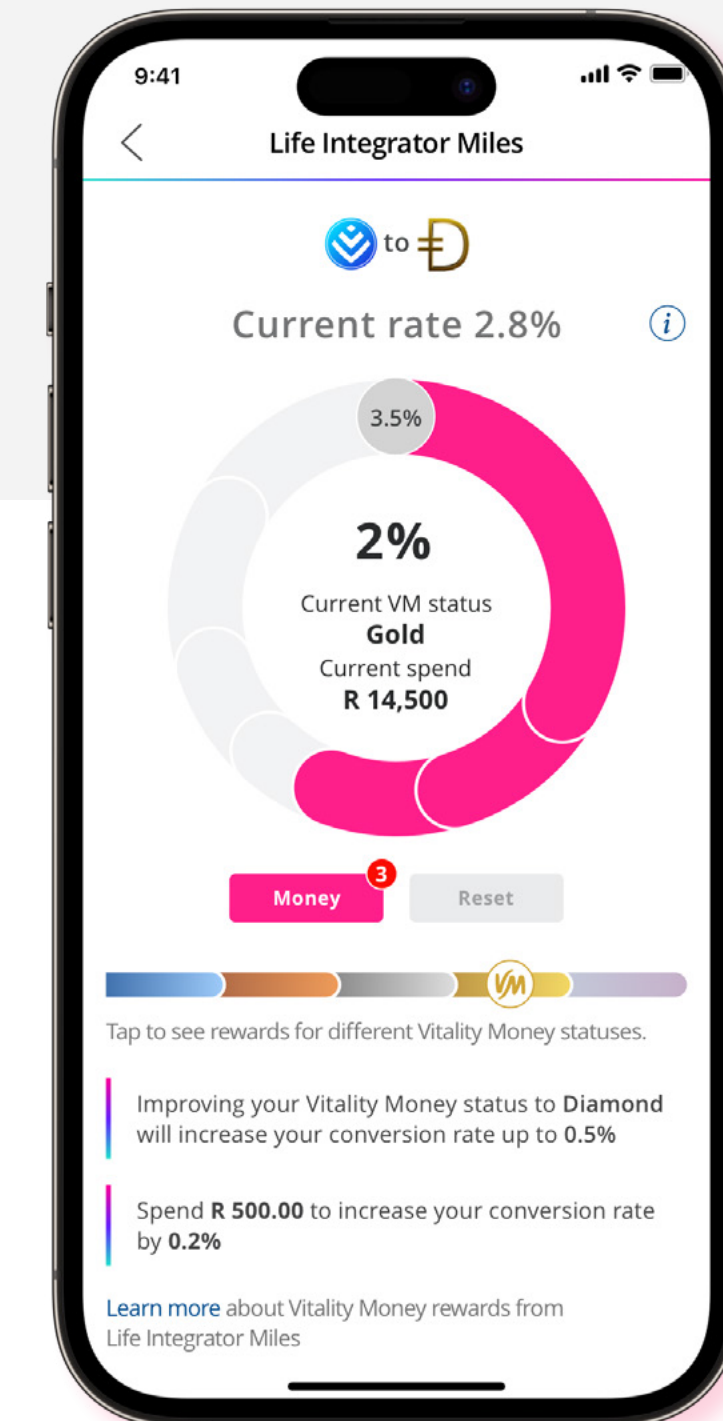 9:41
Life Integrator Miles
to
Current rate 2.8%
i
3.5%
2%
Current VM status
Gold
Current spend
R 14,500
3
Money
Reset
VM
Tap to see rewards for different Vitality Money statuses.
Improving your Vitality Money status to Diamond
will increase your conversion rate up to 0.5%
Spend R 500.00 to increase your conversion rate
by 0.2%
Learn more about Vitality Money rewards from
Life Integrator Miles